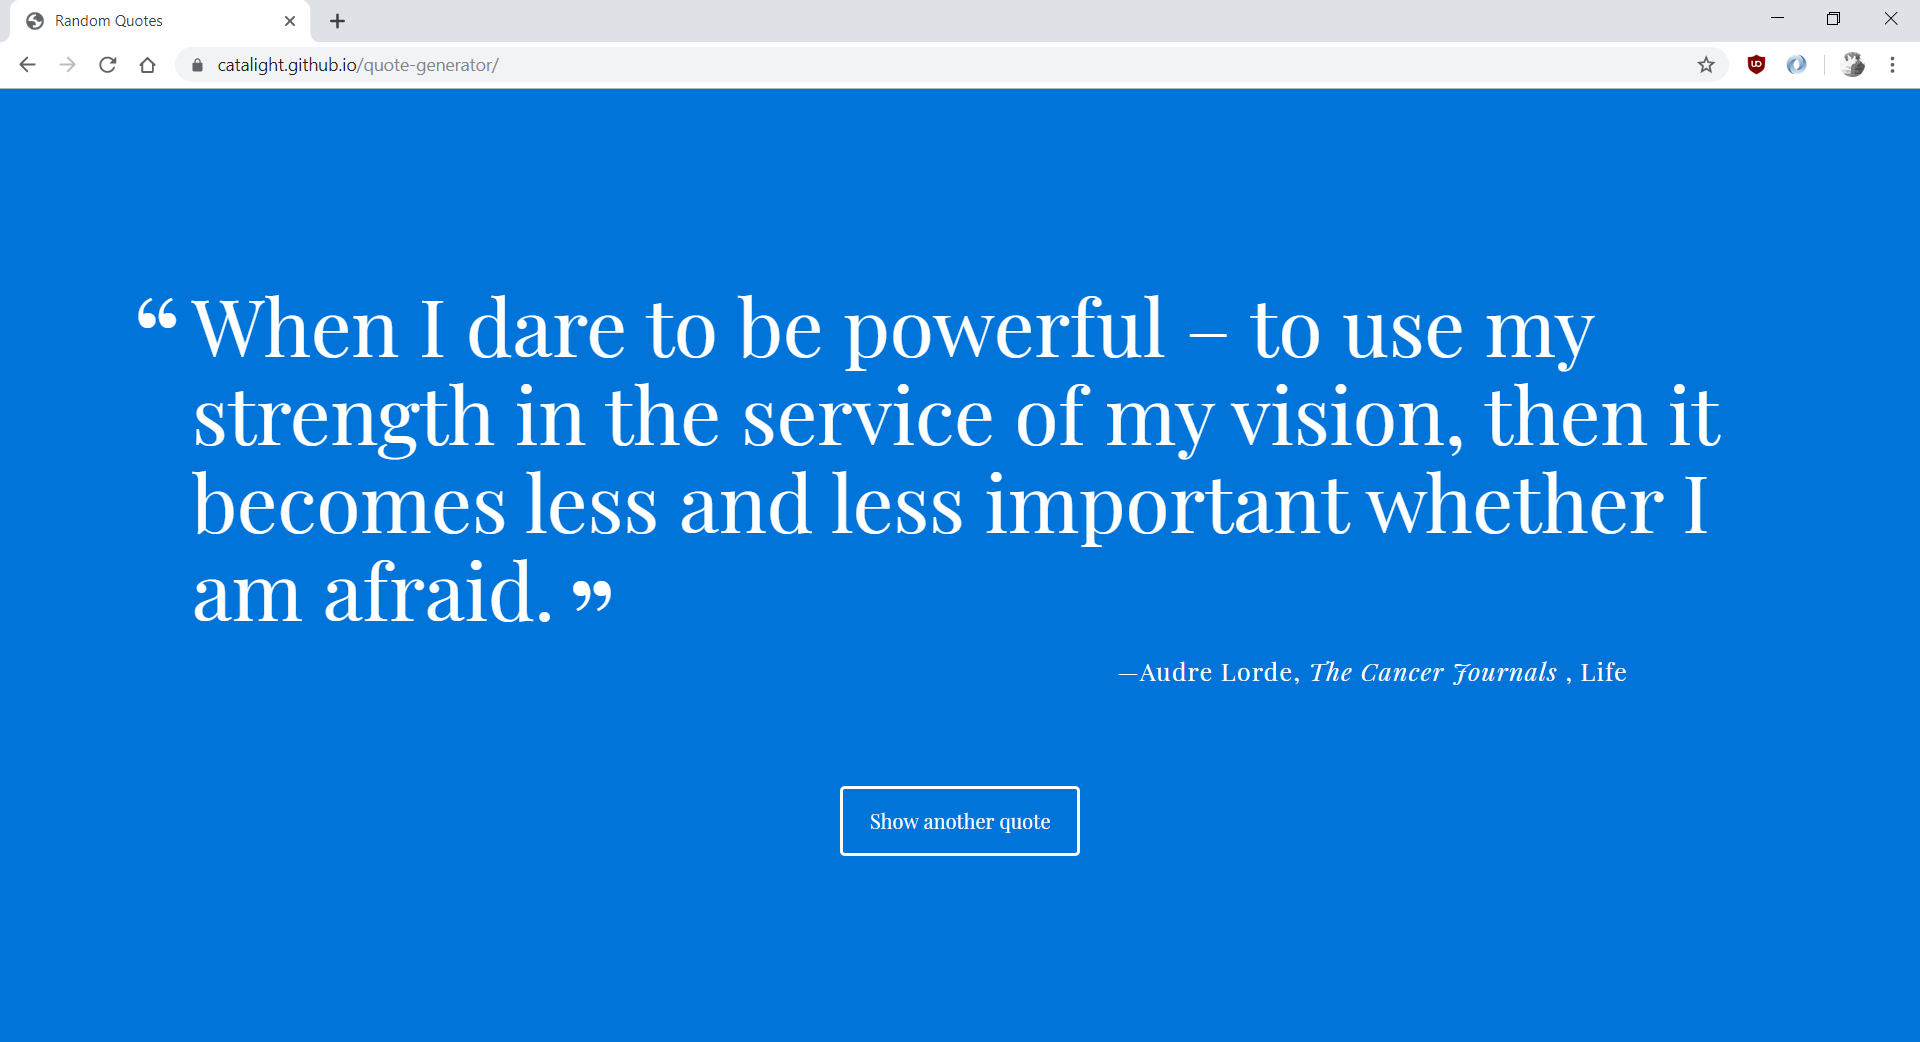 Random Quotes
catalight.github.io/quote-generator/
“When I dare to be powerful – to use my
strength in the service of my vision, then it
becomes less and less important whether I
am afraid. ”
—Audre Lorde, The Cancer Journals , Life
Show another quote